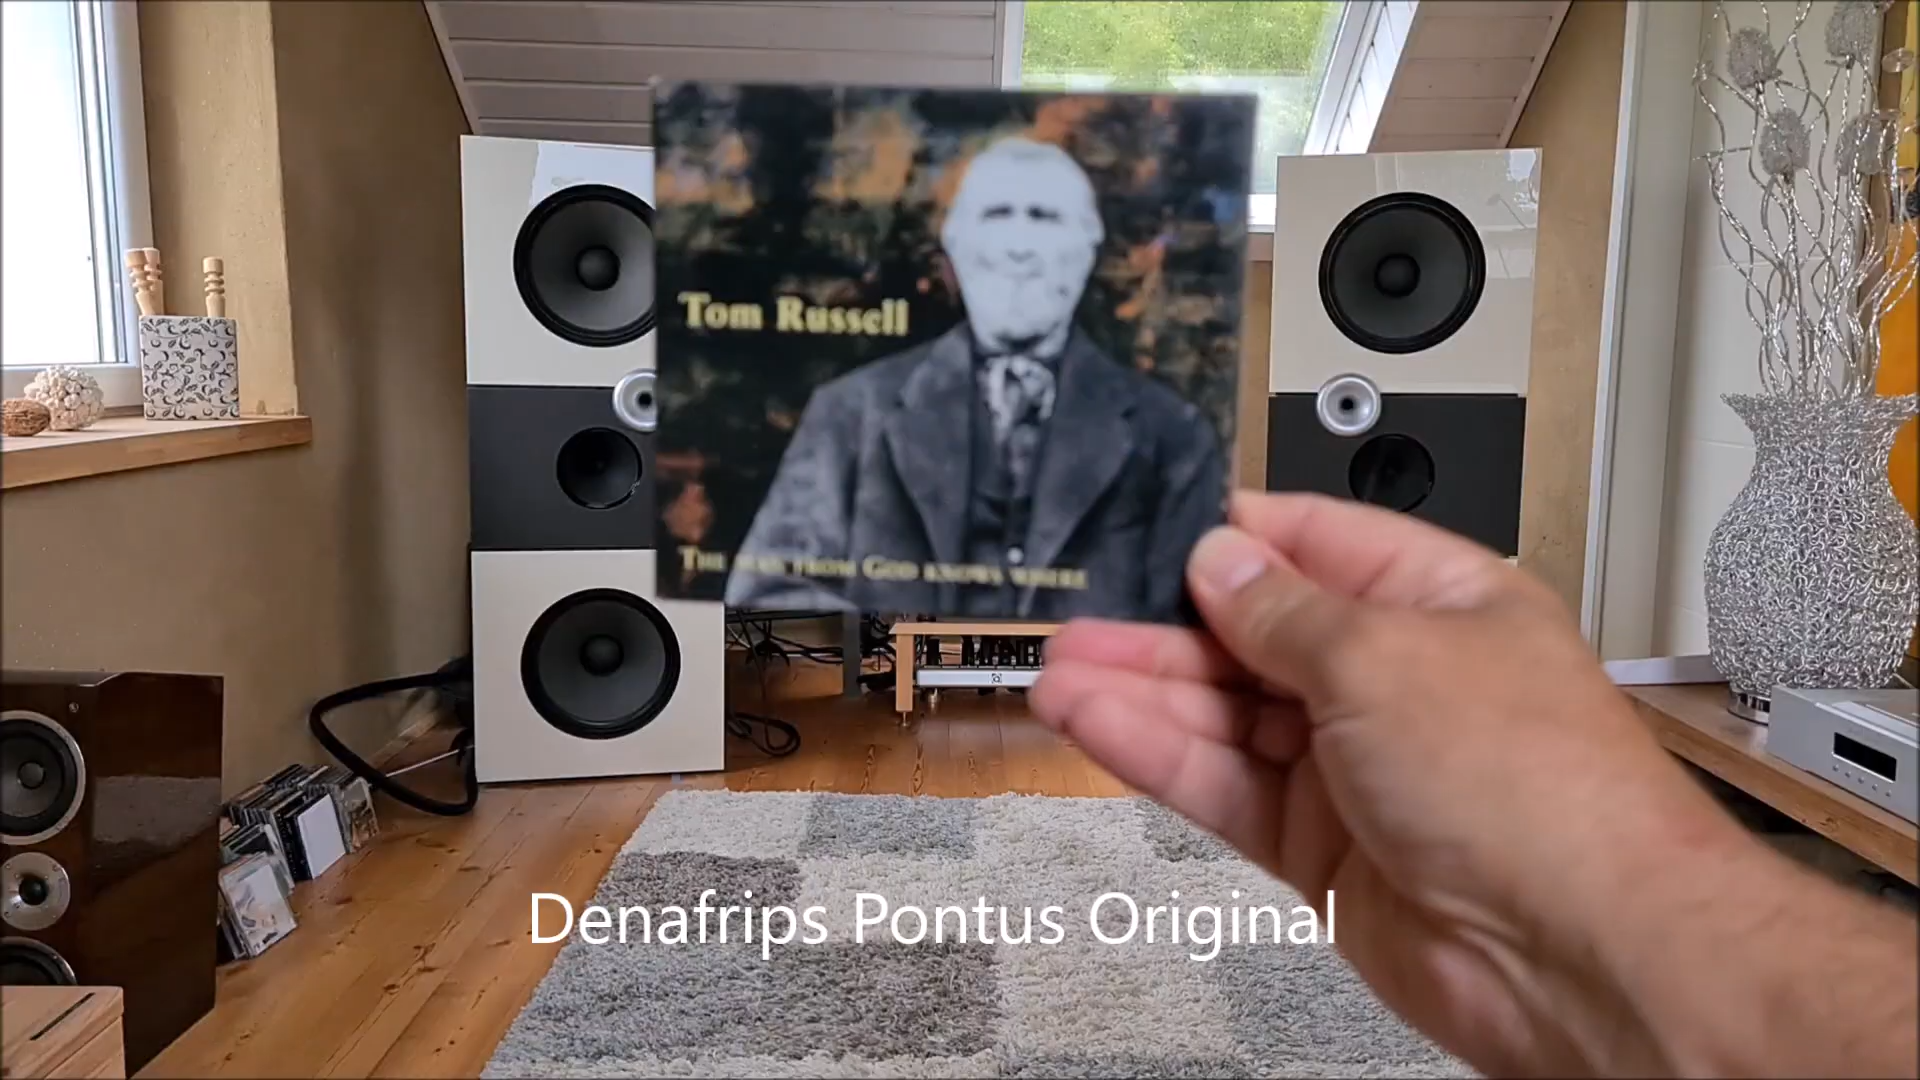 Tom Russell
The man from God knows where
Denafrips Pontus Original